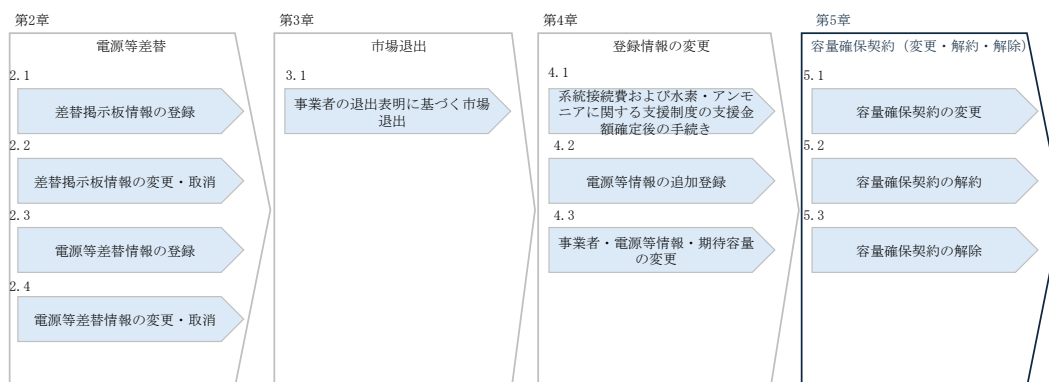 第2章
電源等差替
2.1
差替掲示板情報の登録
2.2
差替掲示板情報の変更・取消
2.3
電源等差替情報の登録
2.4
電源等差替情報の変更・取消
第3章
市場退出
3.1
事業者の退出表明に基づく市場
退出
第4章
登録情報の変更
4.1
系統接続費および水素・アンモ
ニアに関する支援制度の支援金
額確定後の手続き
4.2
電源等情報の追加登録
4.3
事業者・電源等情報・期待容量
の変更
第5章
容量確保契約（変更・解約・解除）
5.1
容量確保契約の変更
5.2
容量確保契約の解約
5.3
容量確保契約の解除